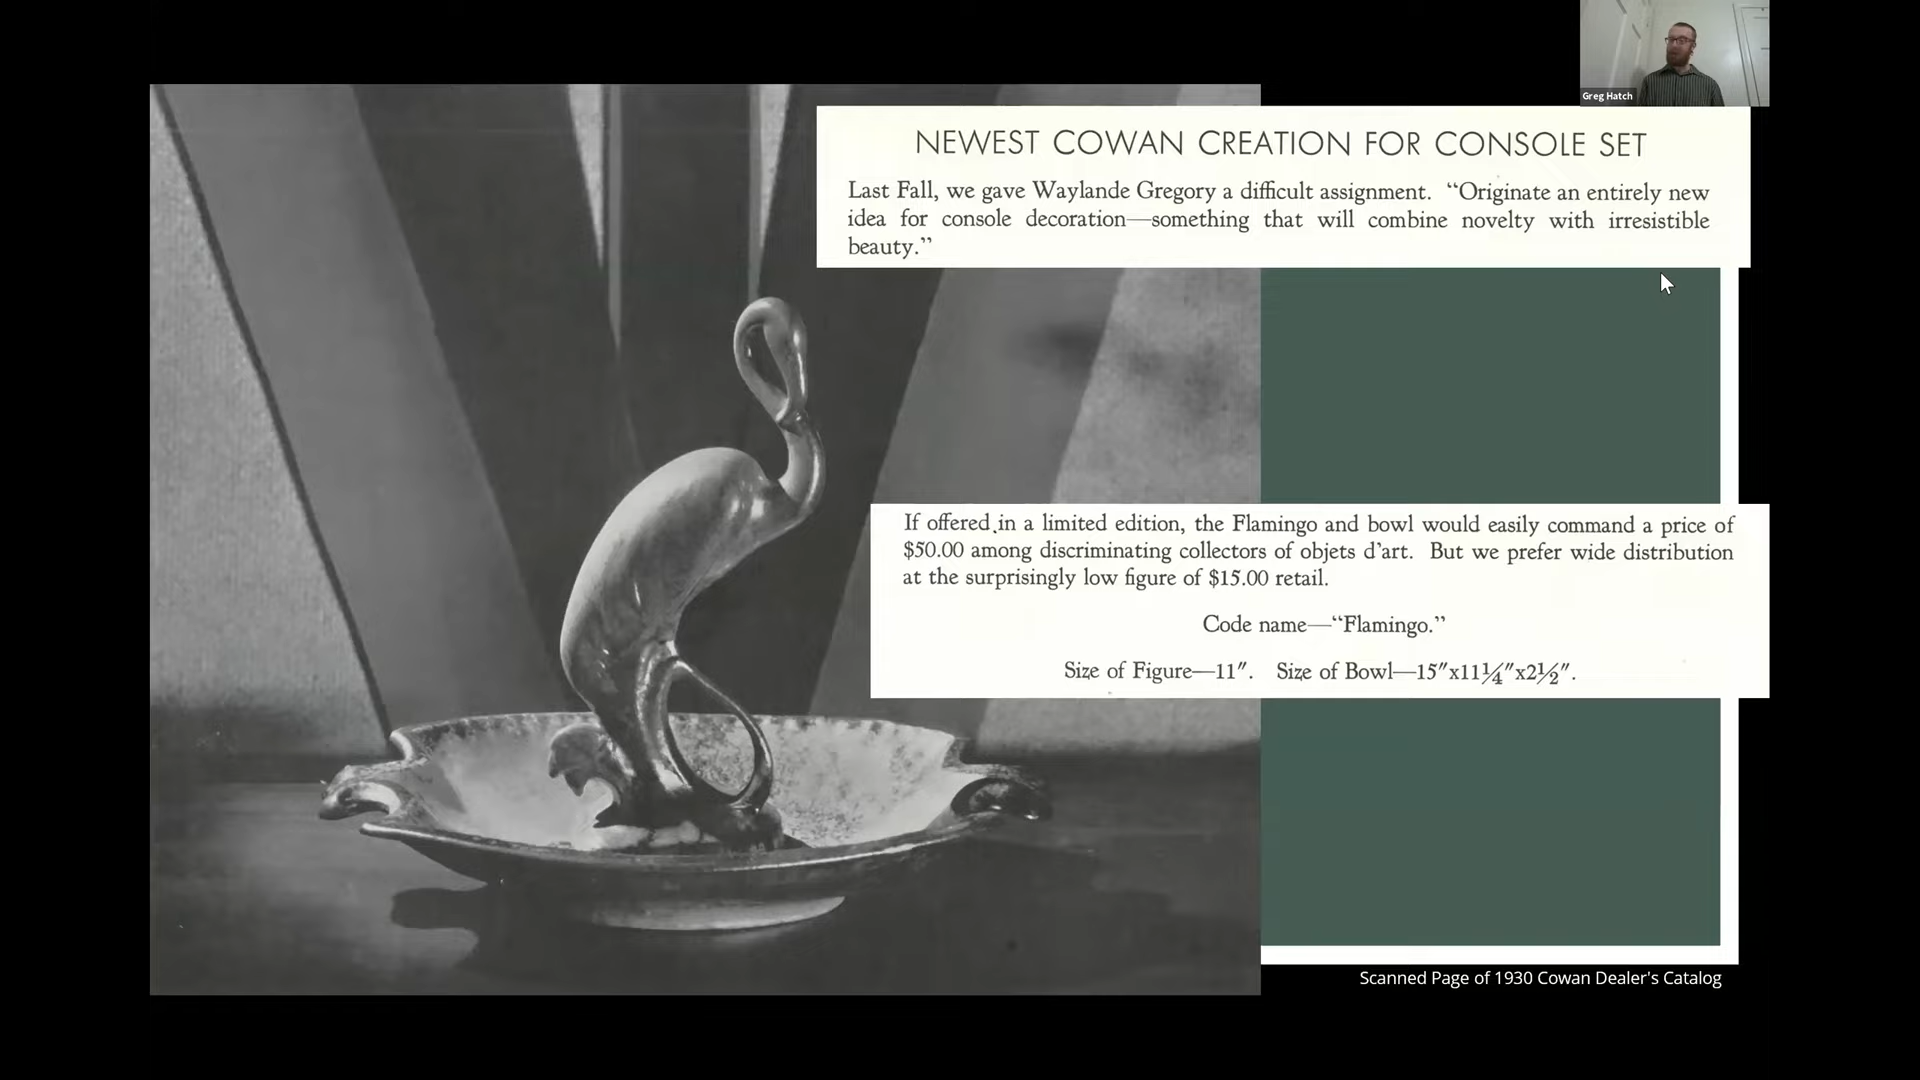 Greg Hatch
NEWEST COWAN CREATION FOR CONSOLE SET
Last Fall, we gave Waylande Gregory a difficult assignment. “Originate an entirely new
idea for console decoration—something that will combine novelty with irresistible
beauty.”
If offered in a limited edition, the Flamingo and bowl would easily command a price of
$50.00 among discriminating collectors of objets d’art. But we prefer wide distribution
at the surprisingly low figure of $15.00 retail.
Code name—“Flamingo.”
Size of Figure—11″. Size of Bowl—15″x11¼″x2½″.
Scanned Page of 1930 Cowan Dealer's Catalog